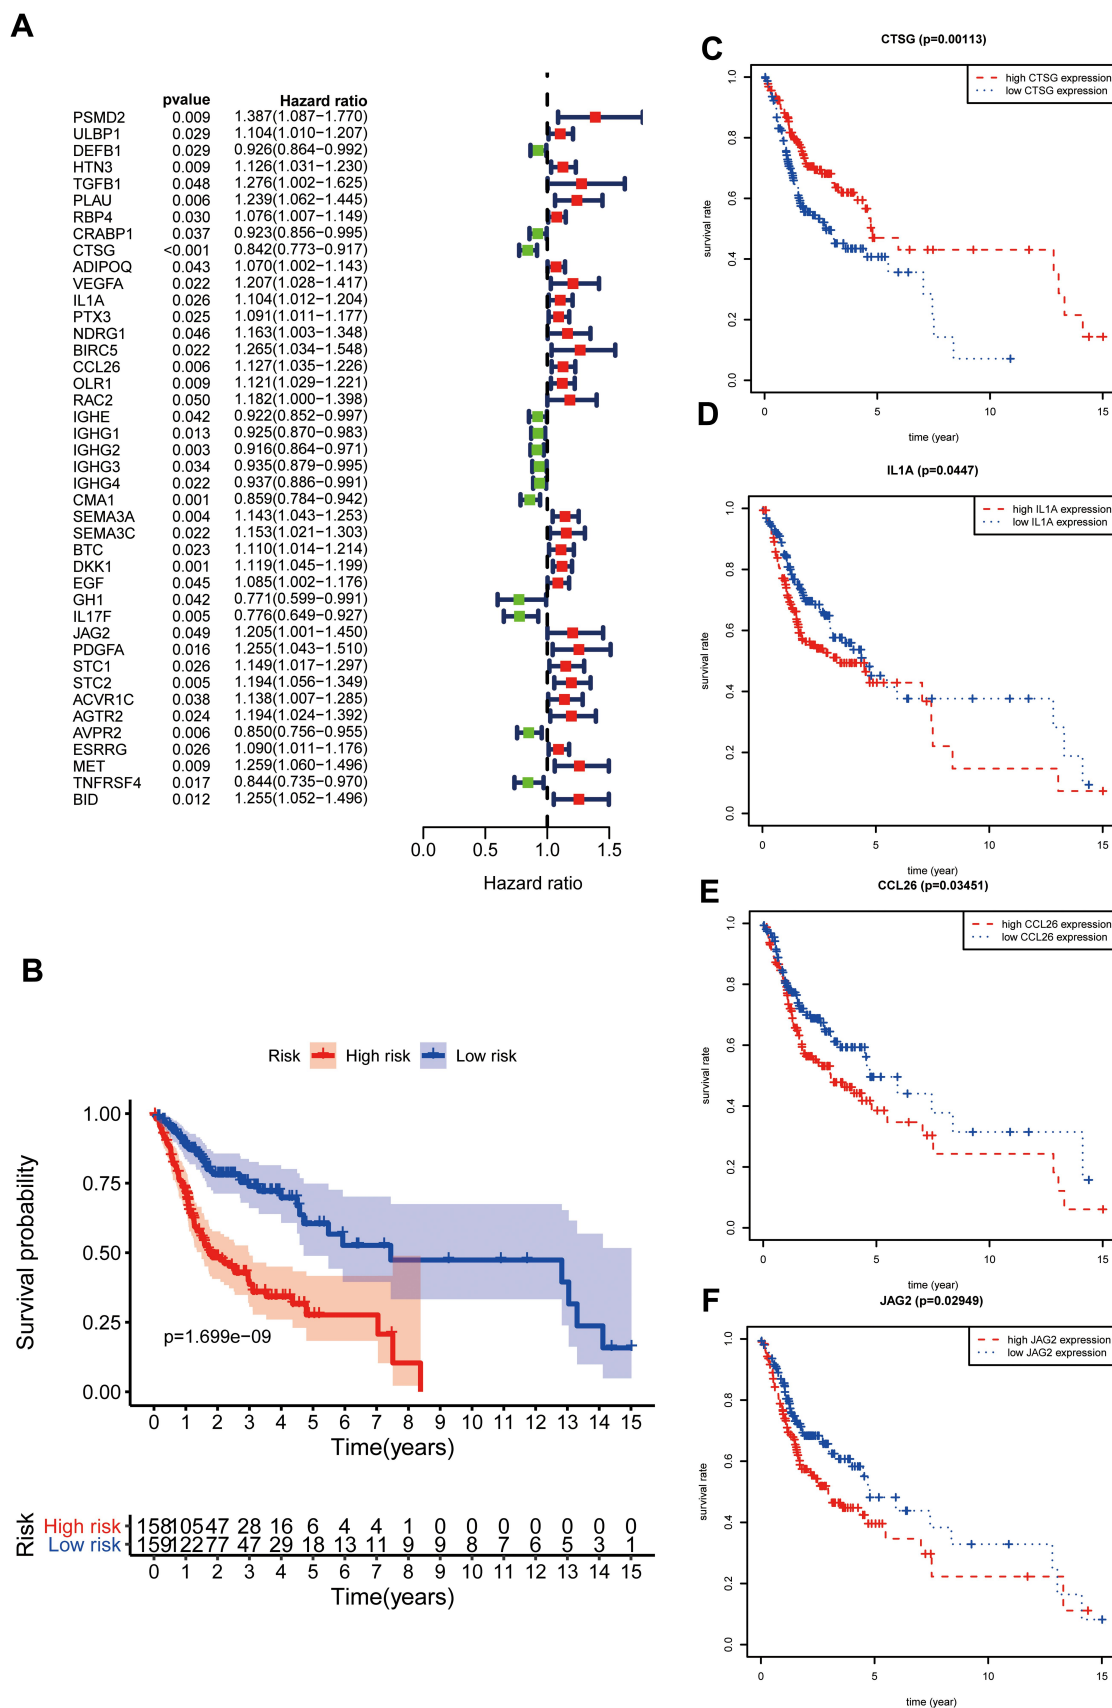 A
pvalue Hazard ratio
PSMD2 0.009 1.387(1.087−1.770)
ULBP1 0.029 1.104(1.010−1.207)
DEFB1 0.029 0.926(0.864−0.992)
HTN3 0.009 1.126(1.031−1.230)
TGFB1 0.048 1.276(1.002−1.625)
PLAU 0.006 1.239(1.062−1.445)
RBP4 0.030 1.076(1.007−1.149)
CRABP1 0.037 0.923(0.856−0.995)
CTSG <0.001 0.842(0.773−0.917)
ADIPOQ 0.043 1.070(1.002−1.143)
VEGFA 0.022 1.207(1.028−1.417)
IL1A 0.026 1.104(1.012−1.204)
PTX3 0.025 1.091(1.011−1.177)
NDRG1 0.046 1.163(1.003−1.348)
BIRC5 0.022 1.265(1.034−1.548)
CCL26 0.006 1.127(1.035−1.226)
OLR1 0.009 1.121(1.029−1.221)
RAC2 0.050 1.182(1.000−1.398)
IGHE 0.042 0.922(0.852−0.997)
IGHG1 0.013 0.925(0.870−0.983)
IGHG2 0.003 0.916(0.864−0.971)
IGHG3 0.034 0.935(0.879−0.995)
IGHG4 0.022 0.937(0.886−0.991)
CMA1 0.001 0.859(0.784−0.942)
SEMA3A 0.004 1.143(1.043−1.253)
SEMA3C 0.022 1.153(1.021−1.303)
BTC 0.023 1.110(1.014−1.214)
DKK1 0.001 1.119(1.045−1.199)
EGF 0.045 1.085(1.002−1.176)
GH1 0.042 0.771(0.599−0.991)
IL17F 0.005 0.776(0.649−0.927)
JAG2 0.049 1.205(1.001−1.450)
PDGFA 0.016 1.255(1.043−1.510)
STC1 0.026 1.149(1.017−1.297)
STC2 0.005 1.194(1.056−1.349)
ACVR1C 0.038 1.138(1.007−1.285)
AGTR2 0.024 1.194(1.024−1.392)
AVPR2 0.006 0.850(0.756−0.955)
ESRRG 0.026 1.090(1.011−1.176)
MET 0.009 1.259(1.060−1.496)
TNFRSF4 0.017 0.844(0.735−0.970)
BID 0.012 1.255(1.052−1.496)
0.0 0.5 1.0 1.5
Hazard ratio
B
Risk High risk Low risk
Survival probability
1.00
0.75
0.50
0.25
0.00
p=1.699e−09
0 1 2 3 4 5 6 7 8 9 10 11 12 13 14 15
Time(years)
Risk
High risk 158 105 47 28 16 6 4 4 1 0 0 0 0 0 0 0
Low risk 159 122 77 47 29 18 13 11 9 9 8 7 6 5 3 1
0 1 2 3 4 5 6 7 8 9 10 11 12 13 14 15
Time(years)
C
CTSG (p=0.00113)
high CTSG expression
low CTSG expression
survival rate
1.0
0.8
0.6
0.4
0.2
0.0
0 5 10 15
time (year)
D
IL1A (p=0.0447)
high IL1A expression
low IL1A expression
survival rate
1.0
0.8
0.6
0.4
0.2
0.0
0 5 10 15
time (year)
E
CCL26 (p=0.03451)
high CCL26 expression
low CCL26 expression
survival rate
1.0
0.8
0.6
0.4
0.2
0.0
0 5 10 15
time (year)
F
JAG2 (p=0.02949)
high JAG2 expression
low JAG2 expression
survival rate
1.0
0.8
0.6
0.4
0.2
0.0
0 5 10 15
time (year)